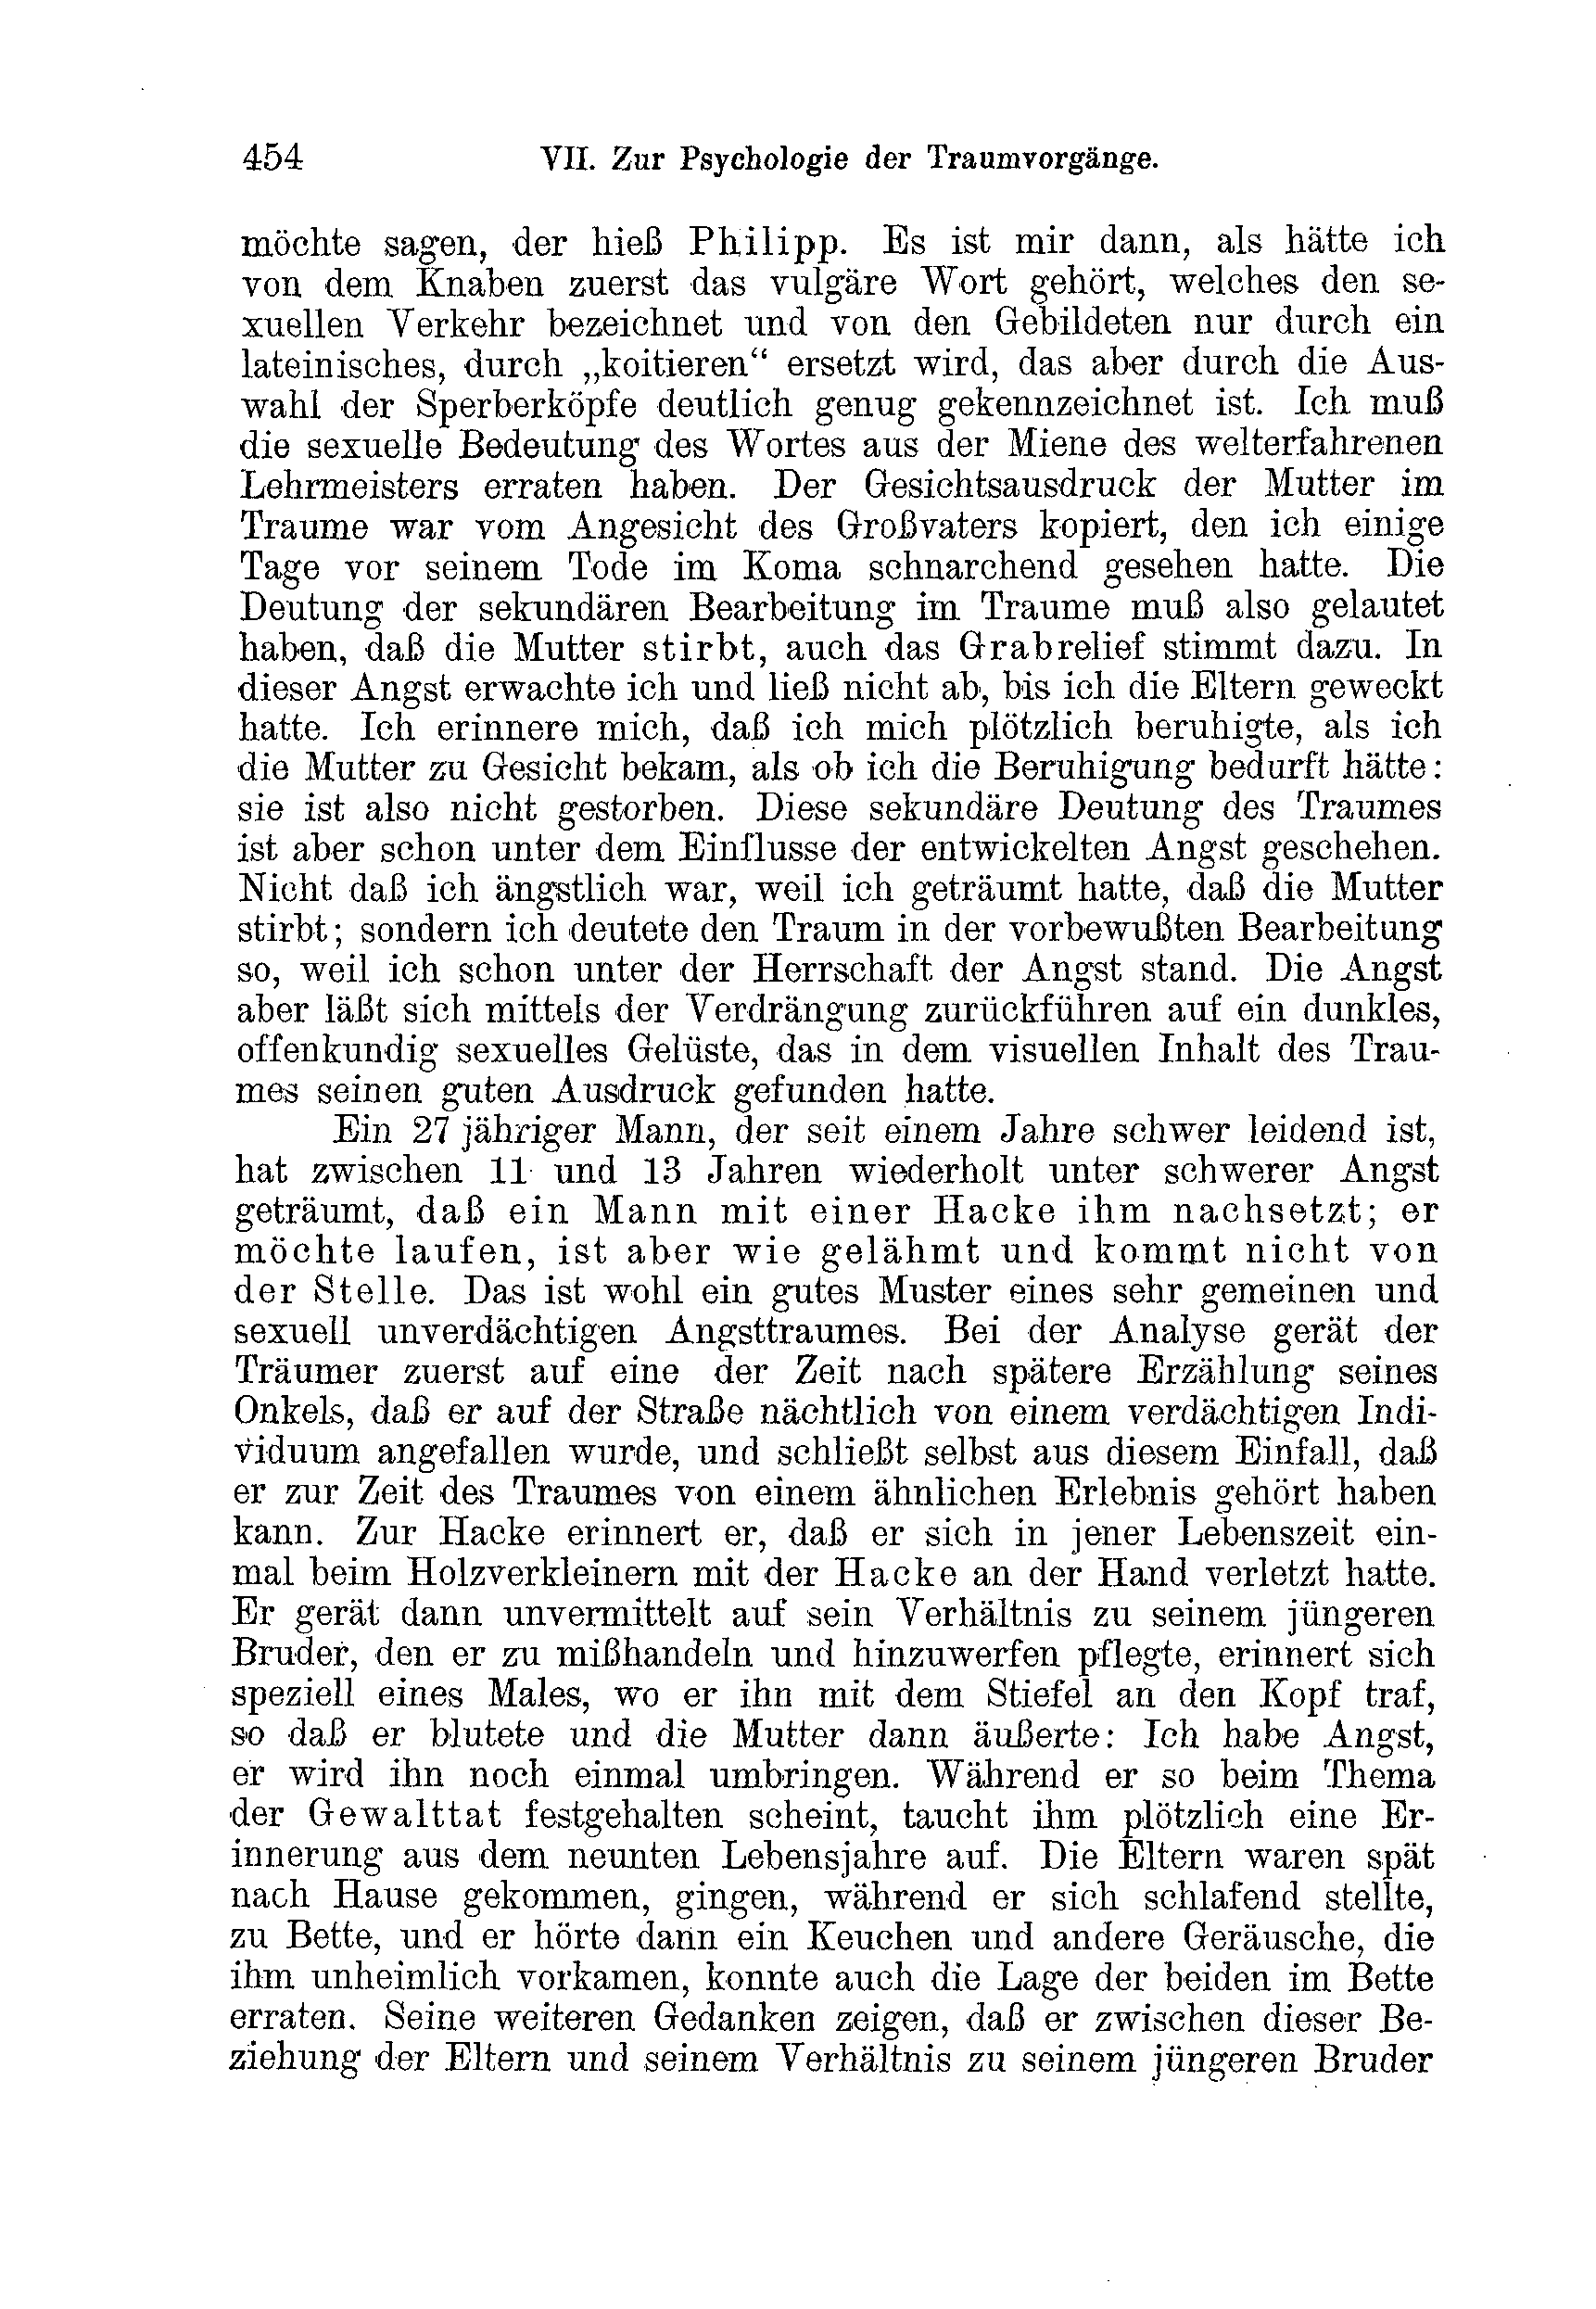 454 VII. Zur Psychologie der Traumvorgänge.
möchte sagen, der hieß Philipp. Es ist mir dann, als hätte ich
von dem Knaben zuerst das vulgäre Wort gehört, welches den se-
xuellen Verkehr bezeichnet und von den Gebildeten nur durch ein
lateinisches, durch „koitieren“ ersetzt wird, das aber durch die Aus-
wahl der Sperberköpfe deutlich genug gekennzeichnet ist. Ich muß
die sexuelle Bedeutung des Wortes aus der Miene des welterfahrenen
Lehrmeisters erraten haben. Der Gesichtsausdruck der Mutter im
Traume war vom Angesicht des Großvaters kopiert, den ich einige
Tage vor seinem Tode im Koma schnarchend gesehen hatte. Die
Deutung der sekundären Bearbeitung im Traume muß also gelautet
haben, daß die Mutter stirbt, auch das Grabrelief stimmt dazu. In
dieser Angst erwachte ich und ließ nicht ab, bis ich die Eltern geweckt
hatte. Ich erinnere mich, daß ich mich plötzlich beruhigte, als ich
die Mutter zu Gesicht bekam, als ob ich die Beruhigung bedurft hätte:
sie ist also nicht gestorben. Diese sekundäre Deutung des Traumes
ist aber schon unter dem Einflusse der entwickelten Angst geschehen.
Nicht daß ich ängstlich war, weil ich geträumt hatte, daß die Mutter
stirbt; sondern ich deutete den Traum in der vorbewußten Bearbeitung
so, weil ich schon unter der Herrschaft der Angst stand. Die Angst
aber läßt sich mittels der Verdrängung zurückführen auf ein dunkles,
offenkundig sexuelles Gelüste, das in dem visuellen Inhalt des Trau-
mes seinen guten Ausdruck gefunden hatte.
Ein 27 jähriger Mann, der seit einem Jahre schwer leidend ist,
hat zwischen 11 und 13 Jahren wiederholt unter schwerer Angst
geträumt, daß ein Mann mit einer Hacke ihm nachsetzt; er
möchte laufen, ist aber wie gelähmt und kommt nicht von
der Stelle. Das ist wohl ein gutes Muster eines sehr gemeinen und
sexuell unverdächtigen Angsttraumes. Bei der Analyse gerät der
Träumer zuerst auf eine der Zeit nach spätere Erzählung seines
Onkels, daß er auf der Straße nächtlich von einem verdächtigen Indi-
viduum angefallen wurde, und schließt selbst aus diesem Einfall, daß
er zur Zeit des Traumes von einem ähnlichen Erlebnis gehört haben
kann. Zur Hacke erinnert er, daß er sich in jener Lebenszeit ein-
mal beim Holzverkleinern mit der Hacke an der Hand verletzt hatte.
Er gerät dann unvermittelt auf sein Verhältnis zu seinem jüngeren
Bruder, den er zu mißhandeln und hinzuwerfen pflegte, erinnert sich
speziell eines Males, wo er ihn mit dem Stiefel an den Kopf traf,
so daß er blutete und die Mutter dann äußerte: Ich habe Angst,
er wird ihn noch einmal umbringen. Während er so beim Thema
der Gewalttat festgehalten scheint, taucht ihm plötzlich eine Er-
innerung aus dem neunten Lebensjahre auf. Die Eltern waren spät
nach Hause gekommen, gingen, während er sich schlafend stellte,
zu Bette, und er hörte dann ein Keuchen und andere Geräusche, die
ihm unheimlich vorkamen, konnte auch die Lage der beiden im Bette
erraten. Seine weiteren Gedanken zeigen, daß er zwischen dieser Be-
ziehung der Eltern und seinem Verhältnis zu seinem jüngeren Bruder